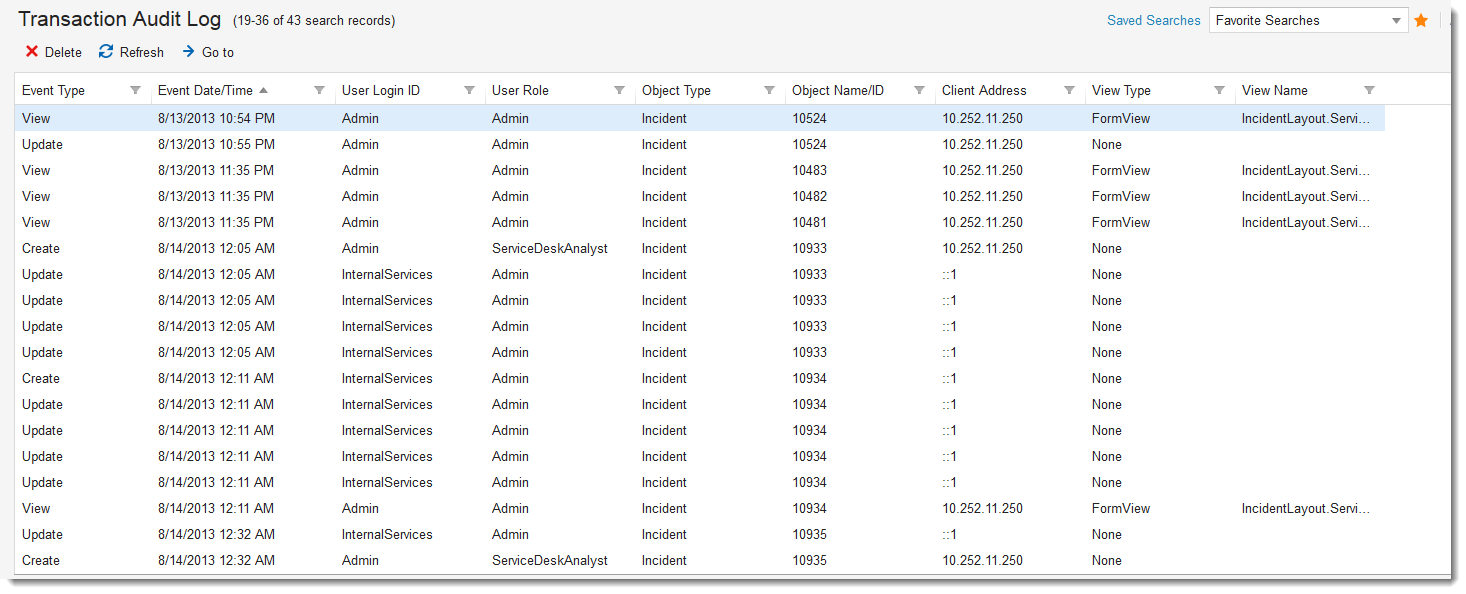 Transaction Audit Log (19-36 of 43 search records) Saved Searches Favorite Searches
Delete Refresh Go to
Event Type Event Date/Time User Login ID User Role Object Type Object Name/ID Client Address View Type View Name
View 8/13/2013 10:54 PM Admin Admin Incident 10524 10.252.11.250 FormView IncidentLayout.Servi...
Update 8/13/2013 10:55 PM Admin Admin Incident 10524 10.252.11.250 None
View 8/13/2013 11:35 PM Admin Admin Incident 10483 10.252.11.250 FormView IncidentLayout.Servi...
View 8/13/2013 11:35 PM Admin Admin Incident 10482 10.252.11.250 FormView IncidentLayout.Servi...
View 8/13/2013 11:35 PM Admin Admin Incident 10481 10.252.11.250 FormView IncidentLayout.Servi...
Create 8/14/2013 12:05 AM Admin ServiceDeskAnalyst Incident 10933 10.252.11.250 None
Update 8/14/2013 12:05 AM InternalServices Admin Incident 10933 ::1 None
Update 8/14/2013 12:05 AM InternalServices Admin Incident 10933 ::1 None
Update 8/14/2013 12:05 AM InternalServices Admin Incident 10933 ::1 None
Update 8/14/2013 12:05 AM InternalServices Admin Incident 10933 ::1 None
Create 8/14/2013 12:11 AM InternalServices Admin Incident 10934 ::1 None
Update 8/14/2013 12:11 AM InternalServices Admin Incident 10934 ::1 None
Update 8/14/2013 12:11 AM InternalServices Admin Incident 10934 ::1 None
Update 8/14/2013 12:11 AM InternalServices Admin Incident 10934 ::1 None
Update 8/14/2013 12:11 AM InternalServices Admin Incident 10934 ::1 None
View 8/14/2013 12:11 AM Admin Admin Incident 10934 10.252.11.250 FormView IncidentLayout.Servi...
Update 8/14/2013 12:32 AM InternalServices Admin Incident 10935 ::1 None
Create 8/14/2013 12:32 AM Admin ServiceDeskAnalyst Incident 10935 10.252.11.250 None